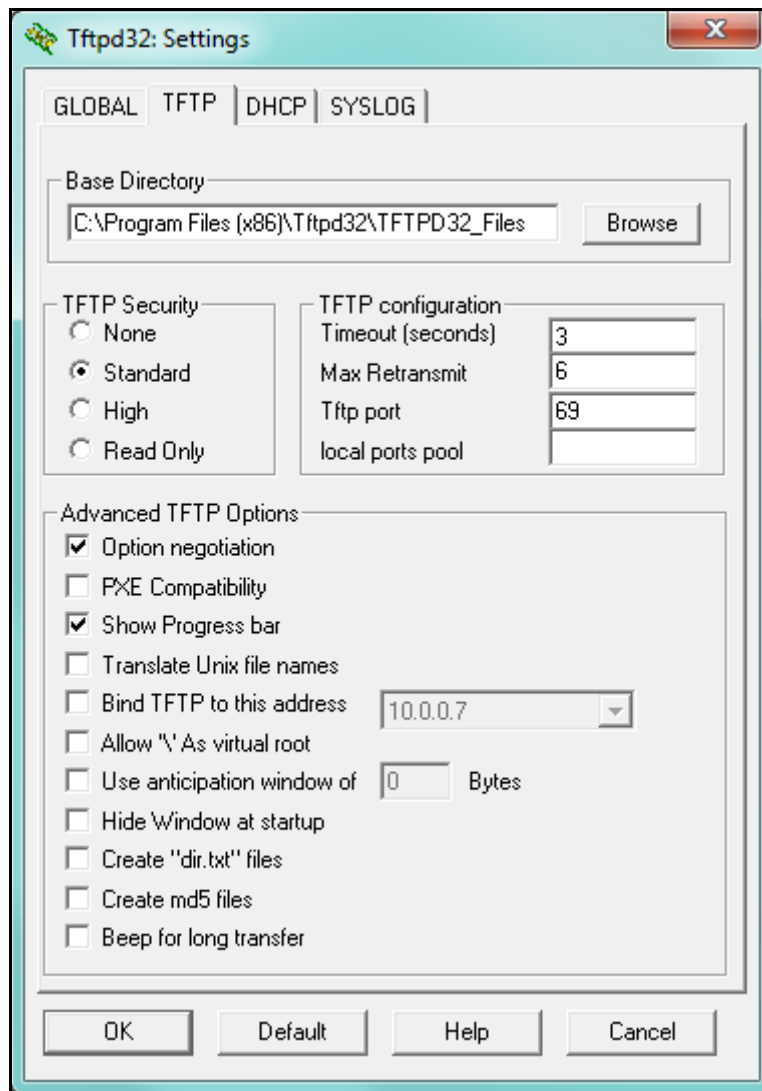 Tftpd32: Settings
GLOBAL TFTP DHCP SYSLOG
Base Directory
C:\Program Files (x86)\Tftpd32\TFTPD32_Files Browse
TFTP Security
None
Standard
High
Read Only
TFTP configuration
Timeout (seconds) 3
Max Retransmit 6
Tftp port 69
local ports pool
Advanced TFTP Options
Option negotiation
PXE Compatibility
Show Progress bar
Translate Unix file names
Bind TFTP to this address 10.0.0.7
Allow '\' As virtual root
Use anticipation window of 0 Bytes
Hide Window at startup
Create "dir.txt" files
Create md5 files
Beep for long transfer
OK Default Help Cancel